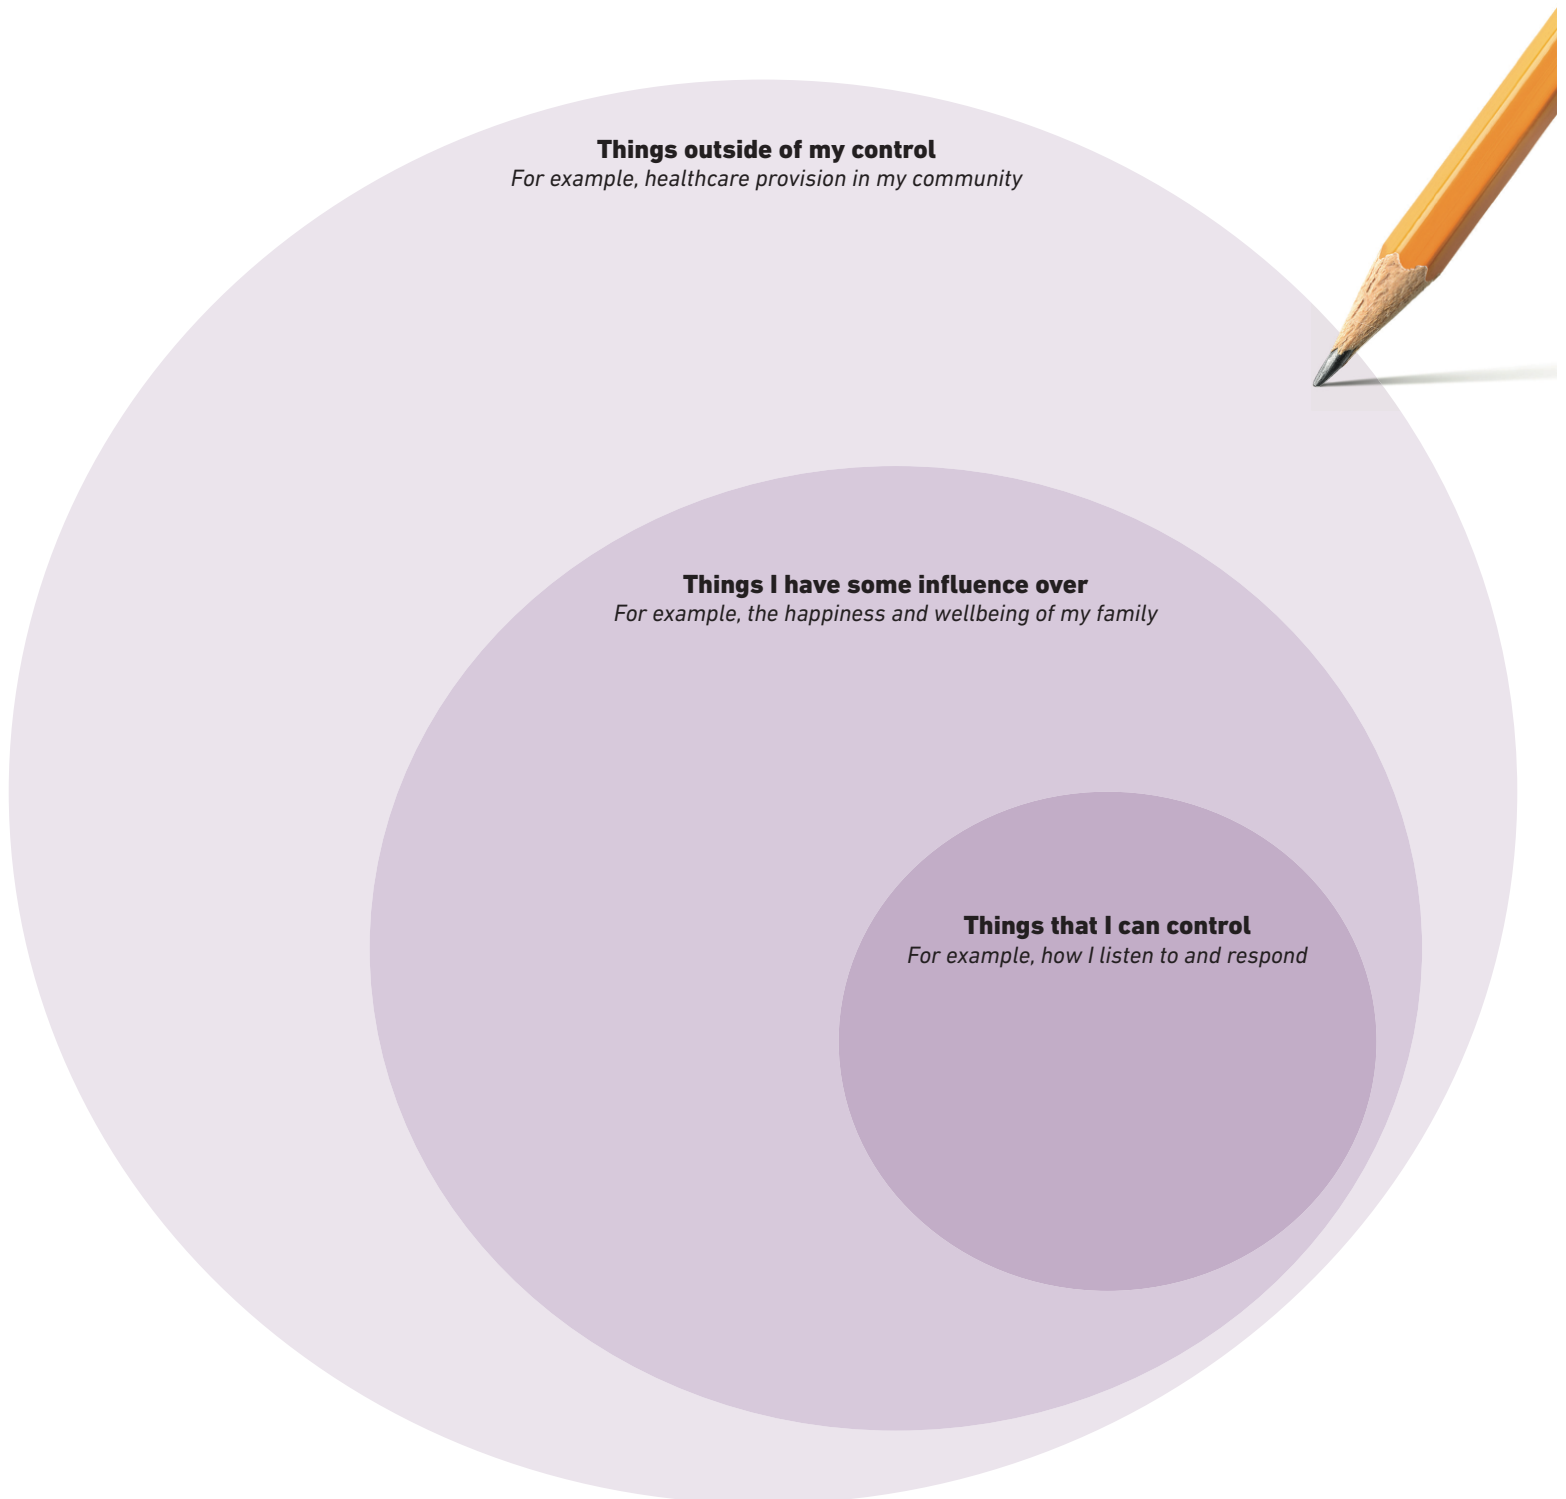 Things outside of my control
For example, healthcare provision in my community
Things I have some influence over
For example, the happiness and wellbeing of my family
Things that I can control
For example, how I listen to and respond